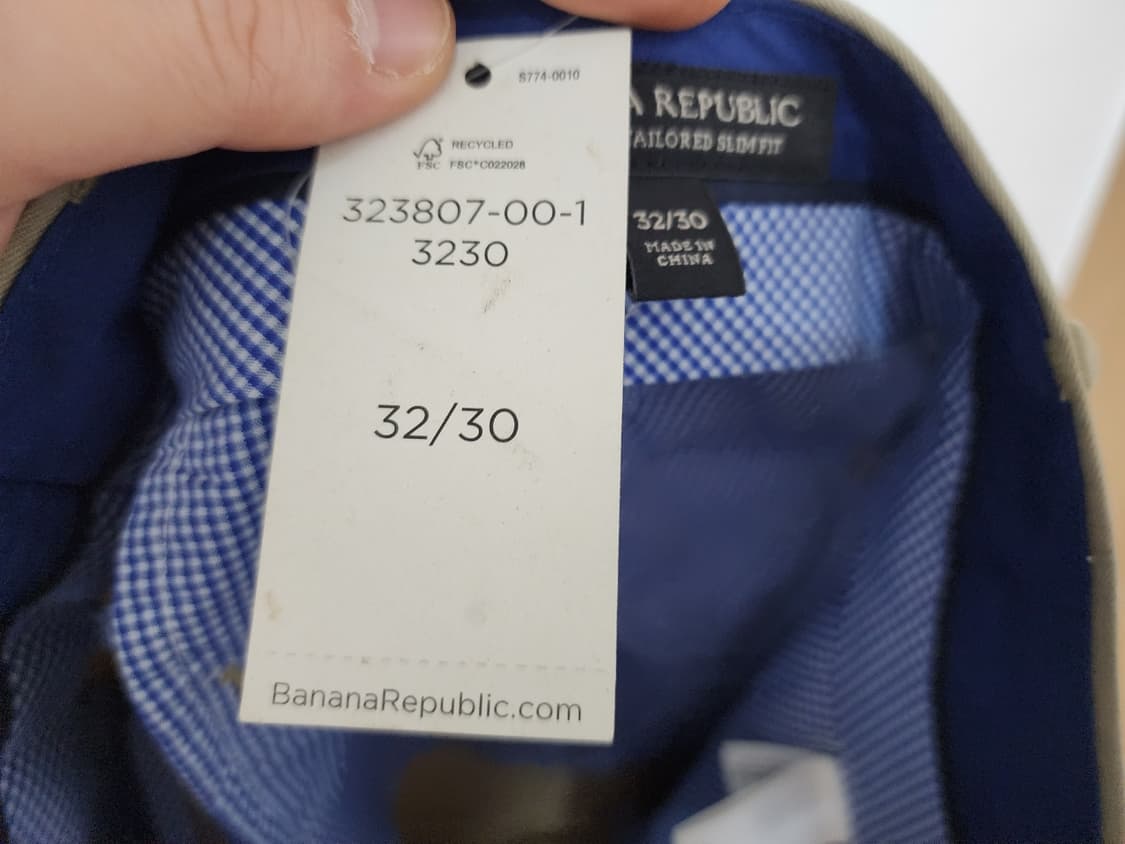 S774-0010
RECYCLED
FSC FSC®C022028
323807-00-1
3230
32/30
BananaRepublic.com
A REPUBLIC
TAILORED SLIM FIT
32/30
MADE IN
CHINA